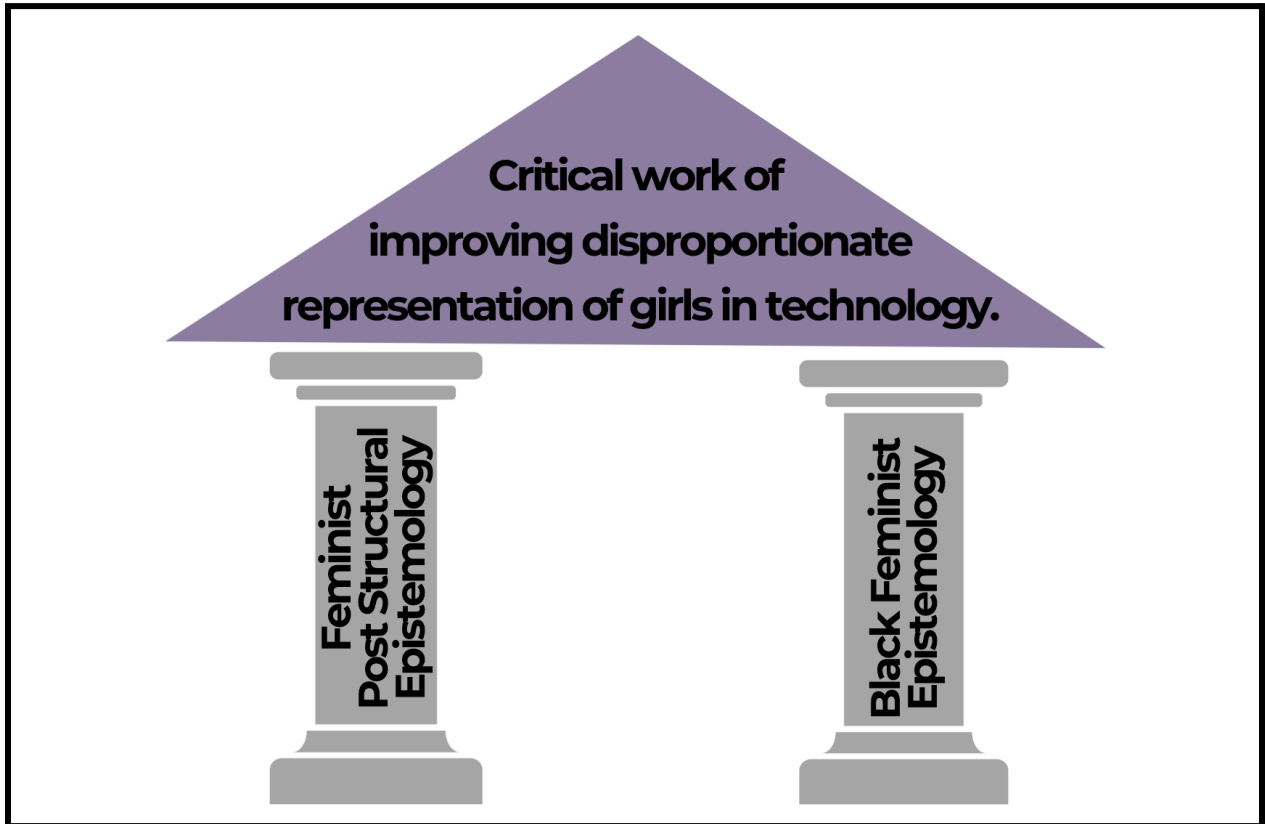 Critical work of
improving disproportionate
representation of girls in technology.
Feminist
Post Structural
Epistemology
Black Feminist
Epistemology